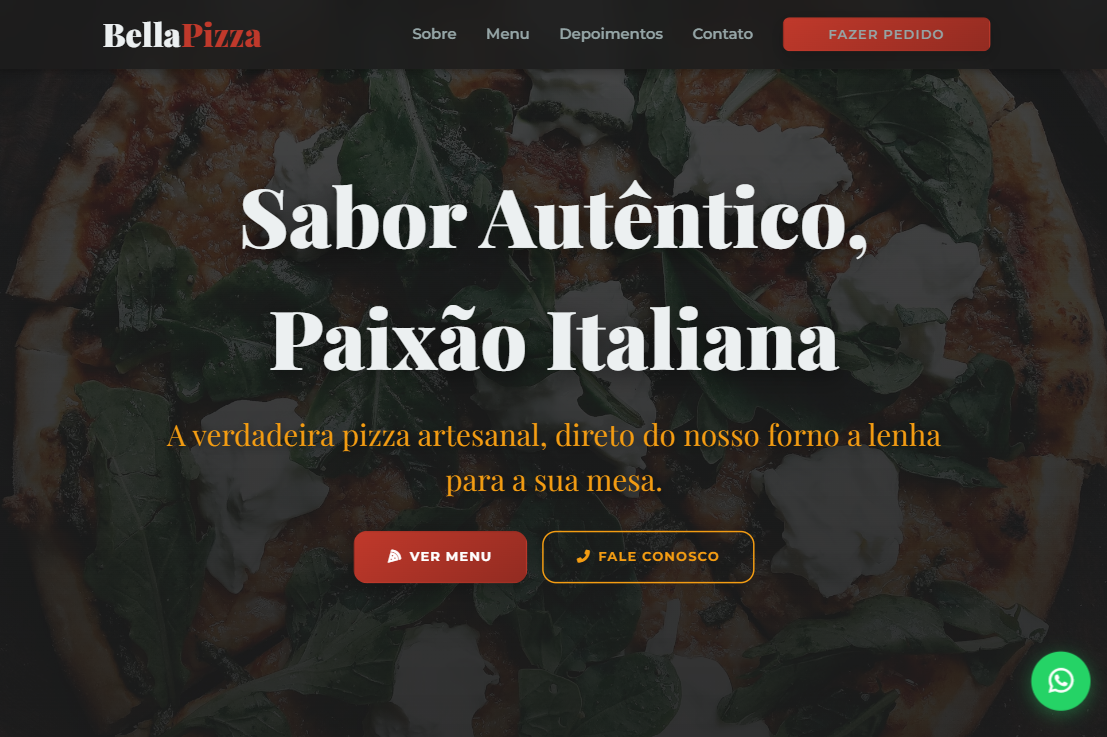 BellaPizza
Sobre
Menu
Depoimentos
Contato
FAZER PEDIDO
Sabor Autêntico,
Paixão Italiana
A verdadeira pizza artesanal, direto do nosso forno a lenha
para a sua mesa.
VER MENU
FALE CONOSCO